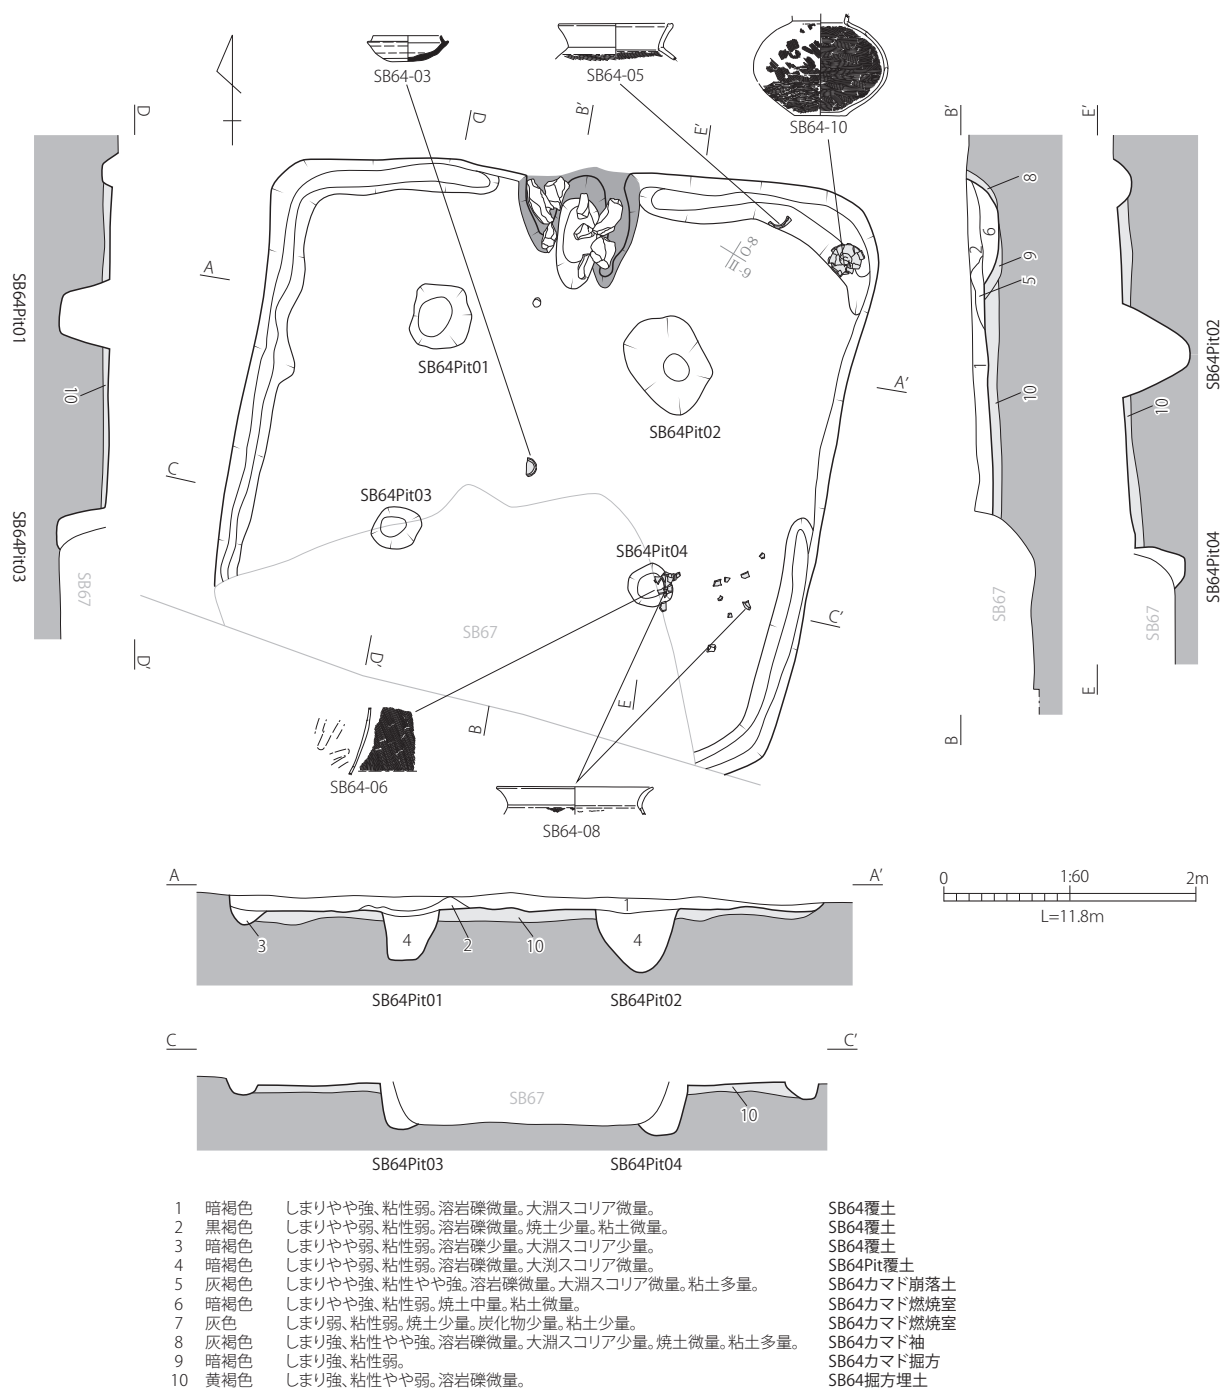 SB64-03
SB64-05
SB64-10
D
D
B'
E'
B'
E'
8
6
2
9
5
1
10
SB64Pit01
10
SB64Pit03
SB67
D'
A
A'
C
C'
O-8
II-9
SB64Pit01
SB64Pit02
SB64Pit03
SB64Pit04
SB67
D'
B
E
SB67
B
SB64Pit02
10
SB64Pit04
SB67
E
SB64-06
SB64-08
A
A'
1
3
4
2
10
4
SB64Pit01
SB64Pit02
0
1:60
2m
L=11.8m
C
C'
SB67
10
SB64Pit03
SB64Pit04
1 暗褐色 しまりやや強、粘性弱。溶岩礫微量。大淵スコリア微量。 SB64覆土
2 黒褐色 しまりやや弱、粘性弱。溶岩礫微量。焼土少量。粘土微量。 SB64覆土
3 暗褐色 しまりやや弱、粘性弱。溶岩礫少量。大淵スコリア少量。 SB64覆土
4 暗褐色 しまりやや弱、粘性弱。溶岩礫微量。大渕スコリア微量。 SB64Pit覆土
5 灰褐色 しまりやや強、粘性やや強。溶岩礫微量。大淵スコリア微量。粘土多量。 SB64カマド崩落土
6 暗褐色 しまりやや強、粘性弱。焼土中量。粘土微量。 SB64カマド燃焼室
7 灰色 しまり弱、粘性弱。焼土少量。炭化物少量。粘土少量。 SB64カマド燃焼室
8 灰褐色 しまり強、粘性やや強。溶岩礫微量。大淵スコリア少量。焼土微量。粘土多量。 SB64カマド袖
9 暗褐色 しまり強、粘性弱。 SB64カマド掘方
10 黄褐色 しまり強、粘性やや弱。溶岩礫微量。 SB64掘方埋土